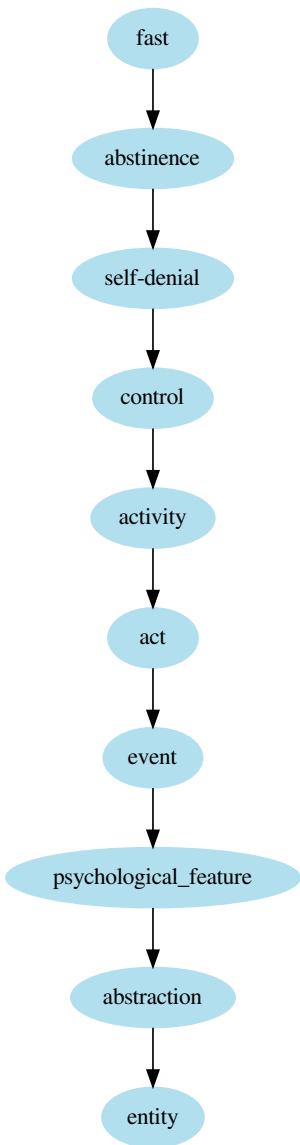 fast
abstinence
self-denial
control
activity
act
event
psychological_feature
abstraction
entity